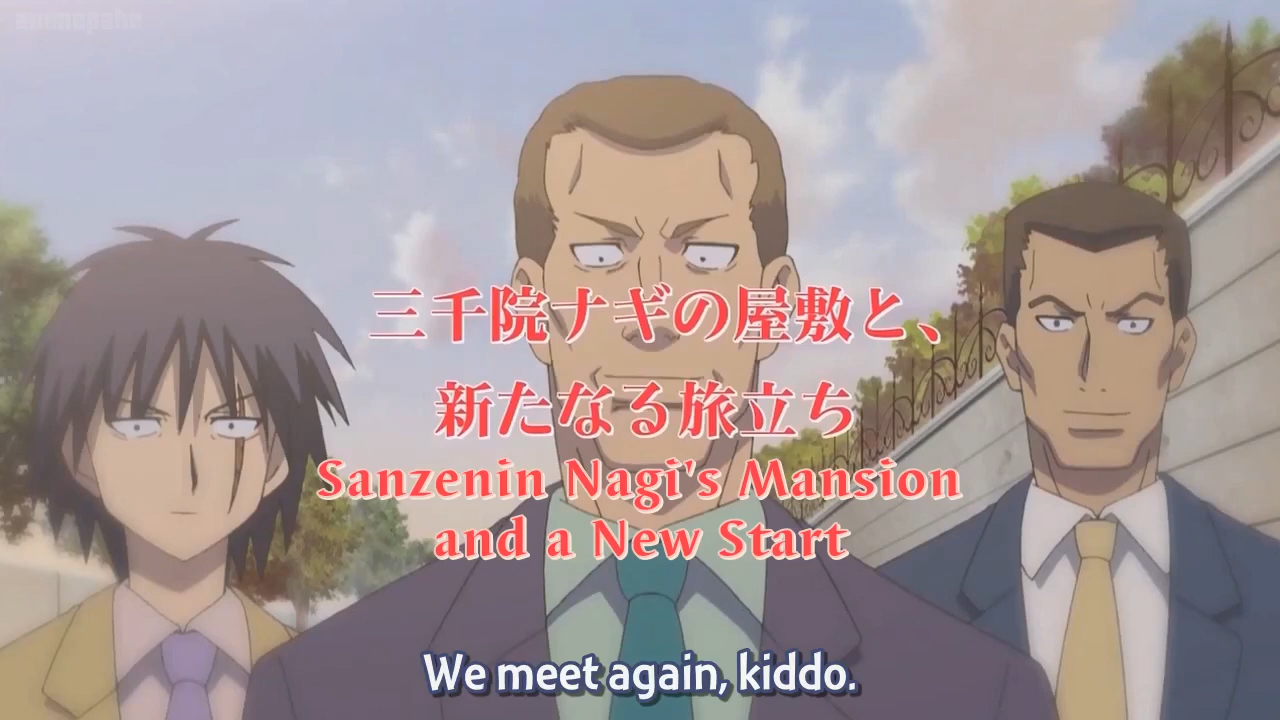 animepahe
三千院ナギの屋敷と、
新たなる旅立ち
Sanzenin Nagi's Mansion
and a New Start
We meet again, kiddo.